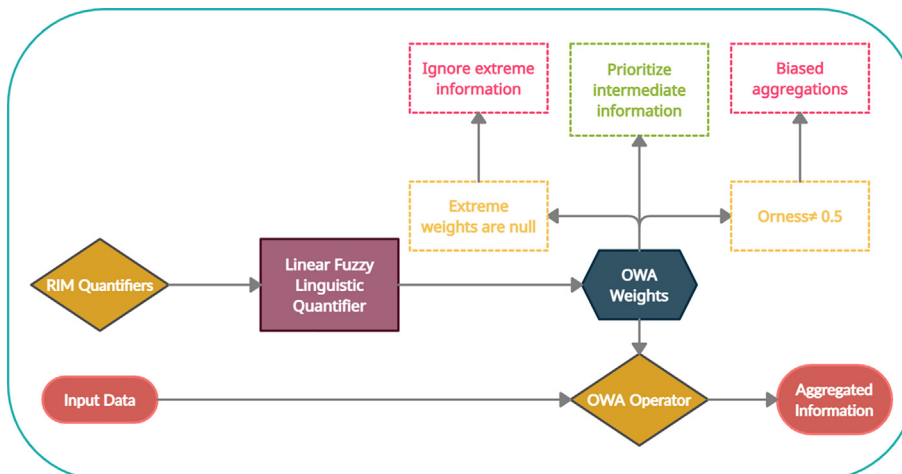 Ignore extreme
information
Prioritize
intermediate
information
Biased
aggregations
Extreme
weights are null
Orness≠ 0.5
RIM Quantifiers
Linear Fuzzy
Linguistic
Quantifier
OWA
Weights
Input Data
OWA Operator
Aggregated
Information